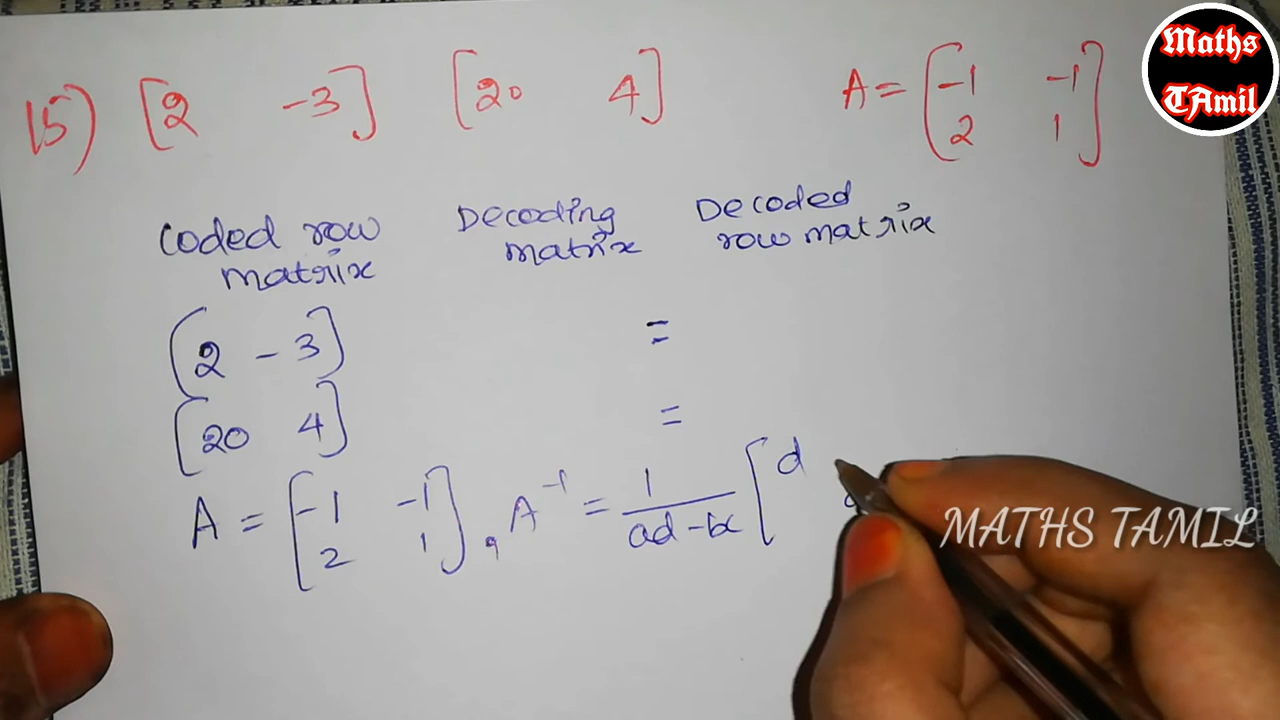 15) [2 -3] [20 4] A = [-1 -1
2 1]
Maths
TAmil
Coded row Decoding Decoded
matrix matrix row matrix
[2 -3] =
[20 4] =
A = [-1 -1
2 1], A⁻¹ = 1/ad-bc [d
MATHS TAMIL